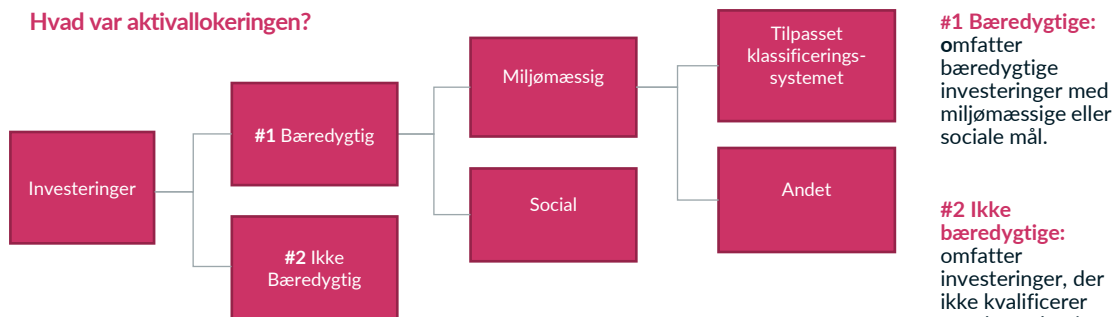 Hvad var aktivallokeringen?
Investeringer
#1 Bæredygtig
#2 Ikke
Bæredygtig
Miljømæssig
Social
Tilpasset
klassificerings-
systemet
Andet
#1 Bæredygtige:
omfatter
bæredygtige
investeringer med
miljømæssige eller
sociale mål.
#2 Ikke
bæredygtige:
omfatter
investeringer, der
ikke kvalificerer